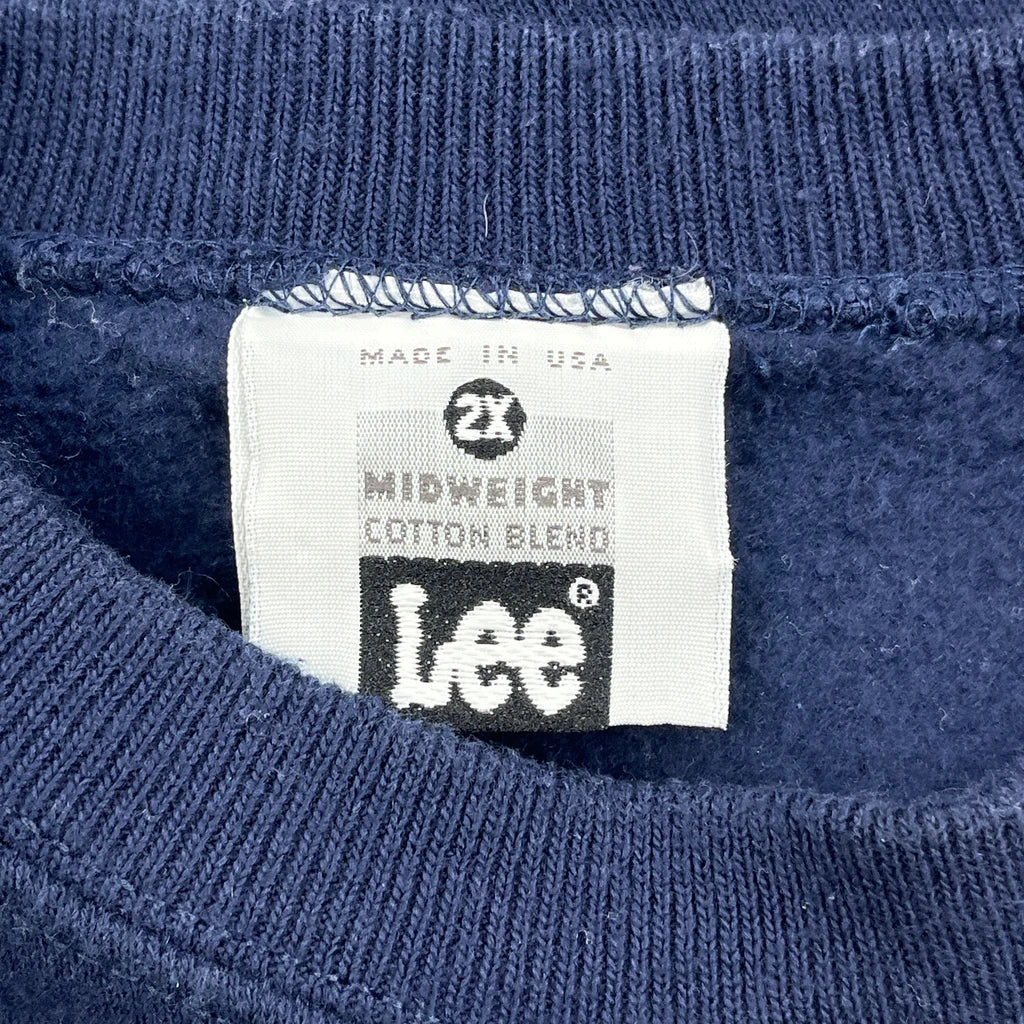 MADE IN USA
2X
MIDWEIGHT
COTTON BLEND
Lee®